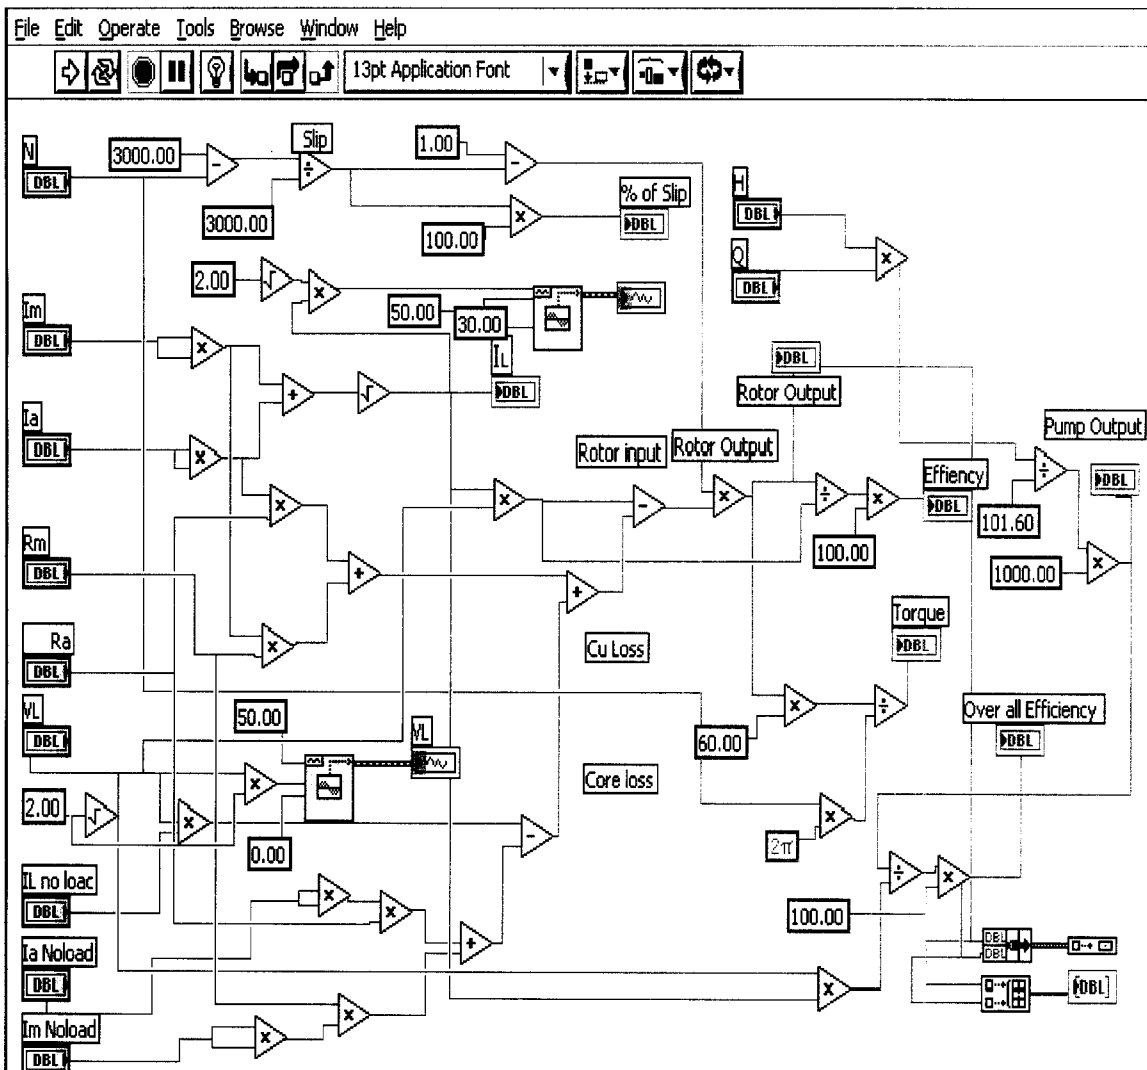 File Edit Operate Tools Browse Window Help
13pt Application Font
N
DBL
3000.00
Slip
1.00
3000.00
100.00
% of Slip
DBL
H
DBL
Q
DBL
2.00
50.00
30.00
IL
DBL
Im
DBL
Ia
DBL
DBL
Rotor Output
Rotor input
Rotor Output
Pump Output
DBL
Effiency
DBL
100.00
101.60
1000.00
Rm
DBL
Ra
DBL
Cu Loss
Torque
DBL
VL
DBL
50.00
VL
60.00
Over all Efficiency
DBL
Core loss
2.00
0.00
2π
IL no loac
DBL
100.00
Ia Noload
DBL
DBL
DBL
[DBL]
Im Noload
DBL